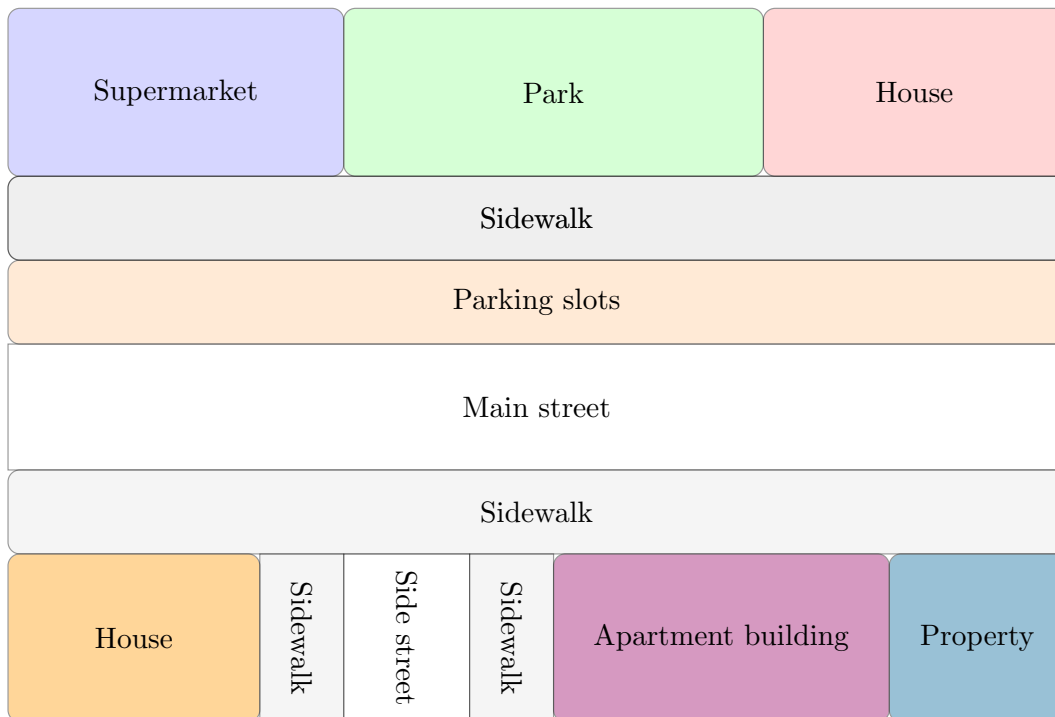 Supermarket
Park
House
Sidewalk
Parking slots
Main street
Sidewalk
House
Sidewalk
Side street
Sidewalk
Apartment building
Property